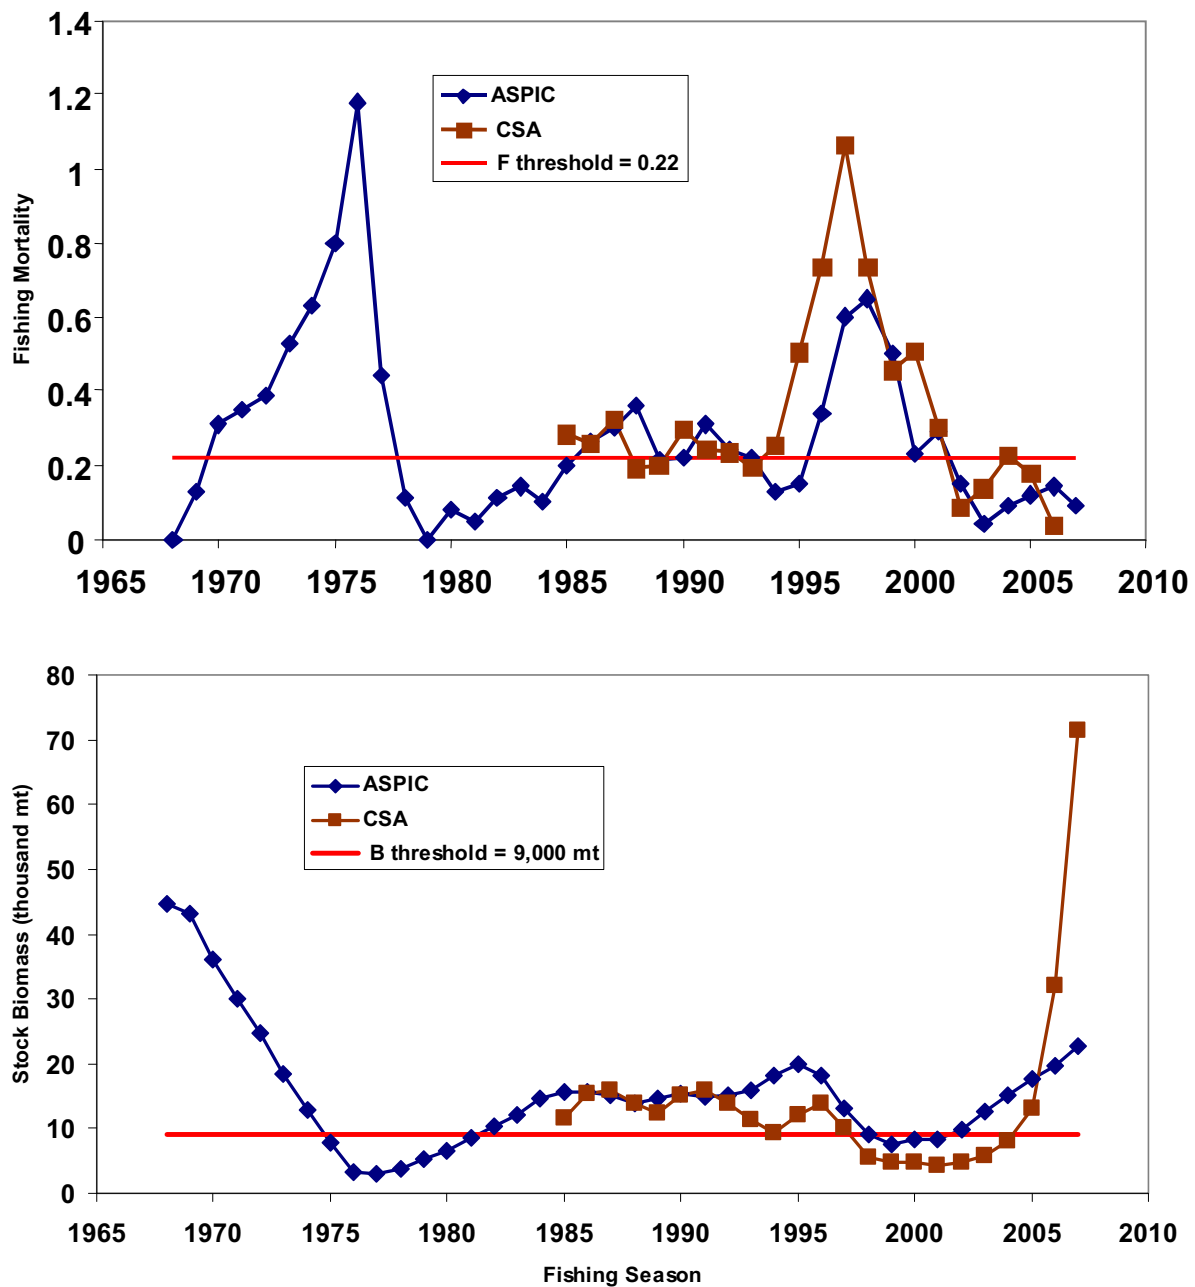 1.4
1.2
1
0.8
0.6
0.4
0.2
0
Fishing Mortality
ASPIC
CSA
F threshold = 0.22
1965 1970 1975 1980 1985 1990 1995 2000 2005 2010
80
70
60
50
40
30
20
10
0
Stock Biomass (thousand mt)
ASPIC
CSA
B threshold = 9,000 mt
1965 1970 1975 1980 1985 1990 1995 2000 2005 2010
Fishing Season